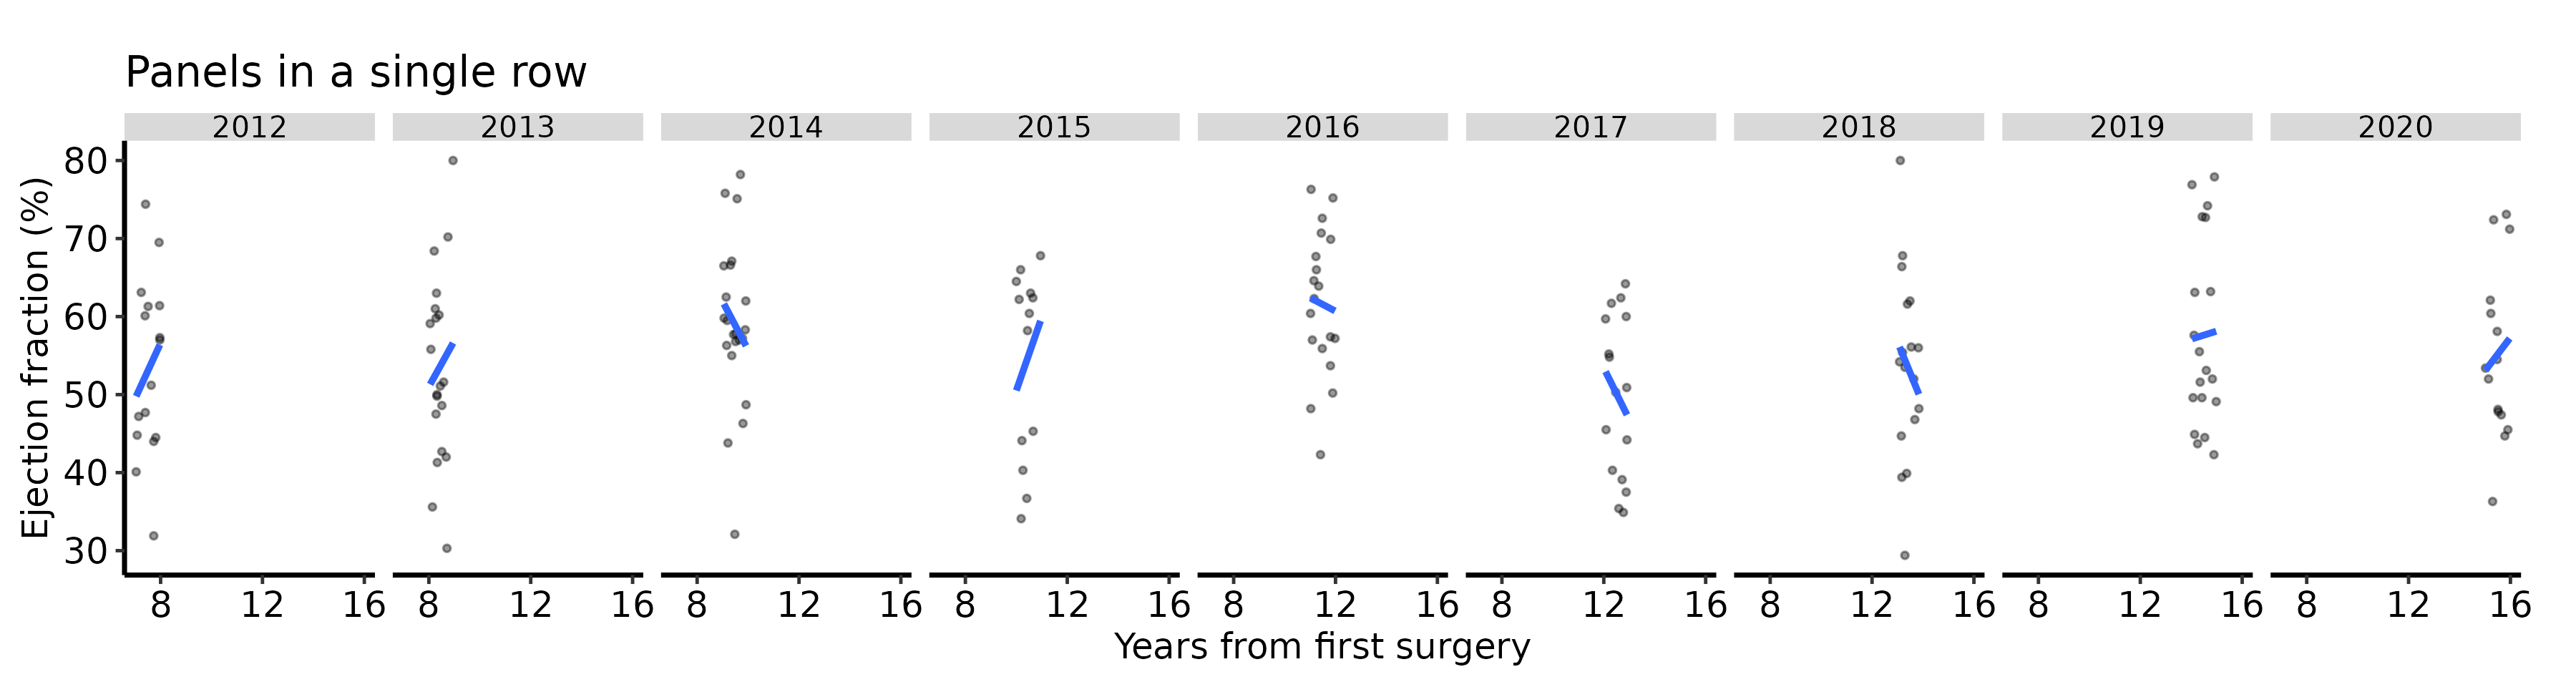 Panels in a single row
2012 2013 2014 2015 2016 2017 2018 2019 2020
80
70
60
50
40
30
Ejection fraction (%)
8 12 16 8 12 16 8 12 16 8 12 16 8 12 16 8 12 16 8 12 16 8 12 16 8 12 16
Years from first surgery